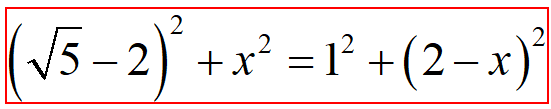 (√5 − 2)² + x² = 1² + (2 − x)²